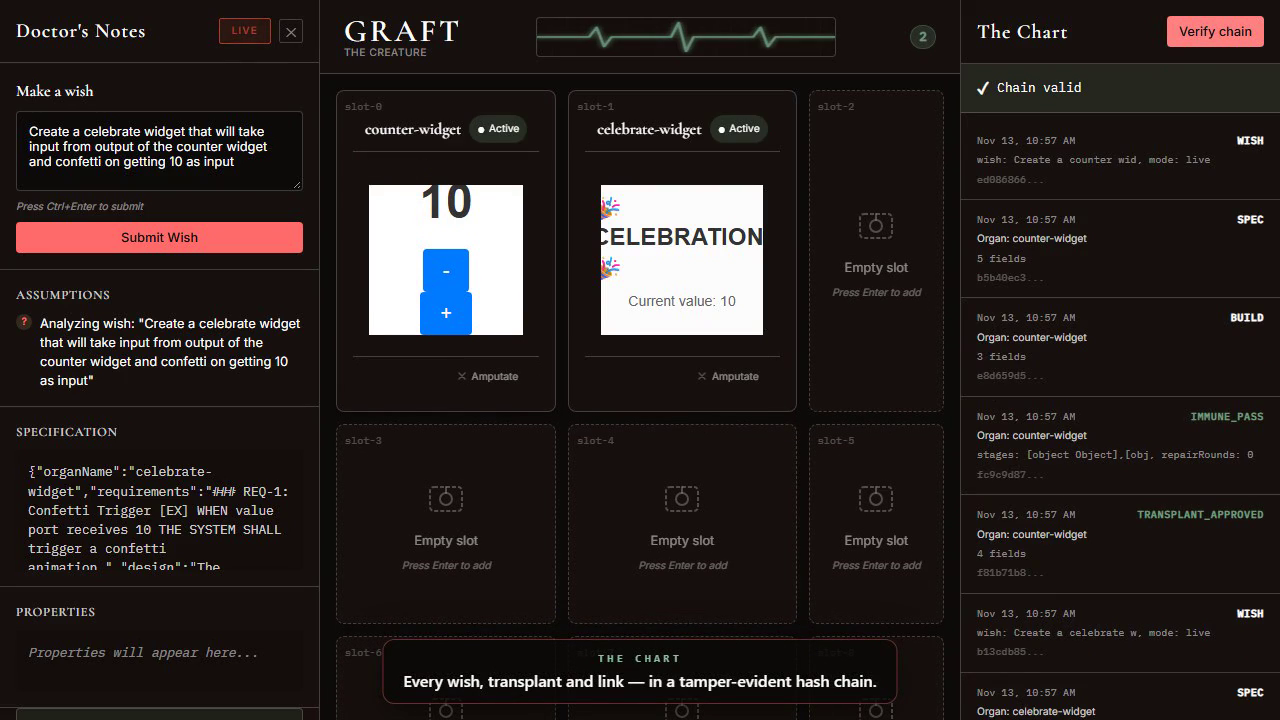 Doctor's Notes
LIVE
Make a wish
Create a celebrate widget that will take
input from output of the counter widget
and confetti on getting 10 as input
Press Ctrl+Enter to submit
Submit Wish
ASSUMPTIONS
? Analyzing wish: "Create a celebrate widget
that will take input from output of the
counter widget and confetti on getting 10
as input"
SPECIFICATION
{"organName":"celebrate-
widget","requirements":"### REQ-1:
Confetti Trigger [EX] WHEN value
port receives 10 THE SYSTEM SHALL
trigger a confetti
animation.","design":"The
PROPERTIES
Properties will appear here...
GRAFT
THE CREATURE
2
slot-0
counter-widget
Active
10
-
+
Amputate
slot-1
celebrate-widget
Active
CELEBRATION
Current value: 10
Amputate
slot-2
Empty slot
Press Enter to add
slot-3
Empty slot
Press Enter to add
slot-4
Empty slot
Press Enter to add
slot-5
Empty slot
Press Enter to add
slot-6
THE CHART
Every wish, transplant and link — in a tamper-evident hash chain.
The Chart
Verify chain
✓ Chain valid
Nov 13, 10:57 AM WISH
wish: Create a counter wid, mode: live
ed086866...
Nov 13, 10:57 AM SPEC
Organ: counter-widget
5 fields
b5b40ec3...
Nov 13, 10:57 AM BUILD
Organ: counter-widget
3 fields
e8d659d5...
Nov 13, 10:57 AM IMMUNE_PASS
Organ: counter-widget
stages: [object Object],[obj, repairRounds: 0
fc9c9d87...
Nov 13, 10:57 AM TRANSPLANT_APPROVED
Organ: counter-widget
4 fields
f81b71b8...
Nov 13, 10:57 AM WISH
wish: Create a celebrate w, mode: live
b13cdb85...
Nov 13, 10:57 AM SPEC
Organ: celebrate-widget